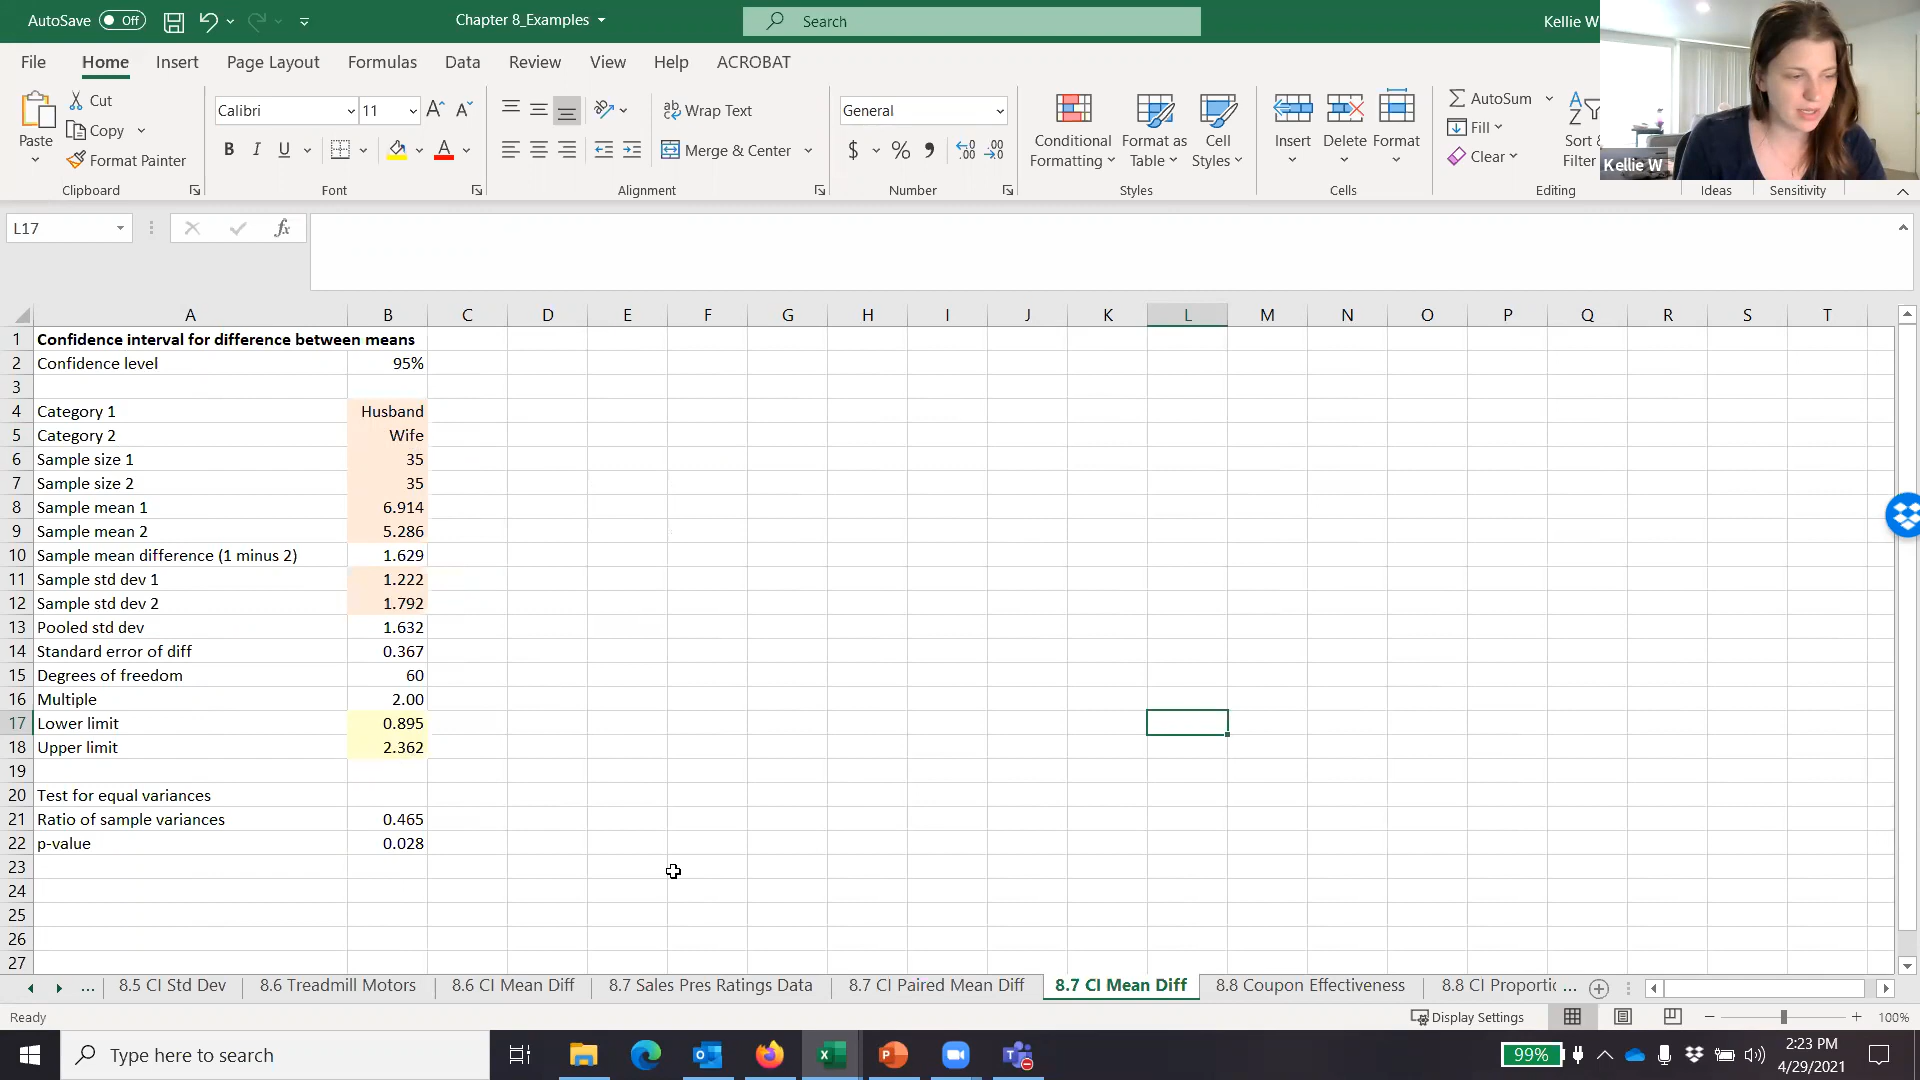 AutoSave Off Chapter 8_Examples Search Kellie W
File Home Insert Page Layout Formulas Data Review View Help ACROBAT
Cut
Copy
Format Painter
Paste
Clipboard
Calibri 11
B I U
Font
Wrap Text
Merge & Center
Alignment
General
$ % 9
Number
Conditional Formatting
Format as Table
Cell Styles
Styles
Insert Delete Format
Cells
AutoSum
Fill
Clear
Sort & Filter
Editing
Kellie W
Ideas
Sensitivity
L17 fx
A B C D E F G H I J K L M N O P Q R S T
1 Confidence interval for difference between means
2 Confidence level 95%
3
4 Category 1 Husband
5 Category 2 Wife
6 Sample size 1 35
7 Sample size 2 35
8 Sample mean 1 6.914
9 Sample mean 2 5.286
10 Sample mean difference (1 minus 2) 1.629
11 Sample std dev 1 1.222
12 Sample std dev 2 1.792
13 Pooled std dev 1.632
14 Standard error of diff 0.367
15 Degrees of freedom 60
16 Multiple 2.00
17 Lower limit 0.895
18 Upper limit 2.362
19
20 Test for equal variances
21 Ratio of sample variances 0.465
22 p-value 0.028
23
24
25
26
27
... 8.5 CI Std Dev 8.6 Treadmill Motors 8.6 CI Mean Diff 8.7 Sales Pres Ratings Data 8.7 CI Paired Mean Diff 8.7 CI Mean Diff 8.8 Coupon Effectiveness 8.8 CI Proportic ...
Ready Display Settings 100%
Type here to search 99% 2:23 PM
4/29/2021